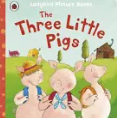 Ladybird Picture Books
The
Three Little
Pigs